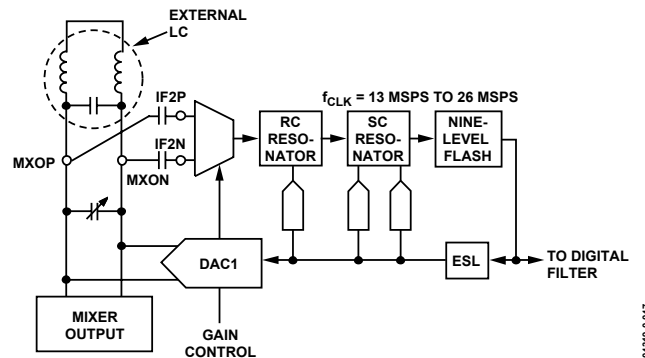 EXTERNAL
LC
IF2P
f_CLK = 13 MSPS TO 26 MSPS
RC
RESO-
NATOR
SC
RESO-
NATOR
NINE-
LEVEL
FLASH
IF2N
MXOP
MXON
DAC1
ESL
TO DIGITAL
FILTER
MIXER
OUTPUT
GAIN
CONTROL